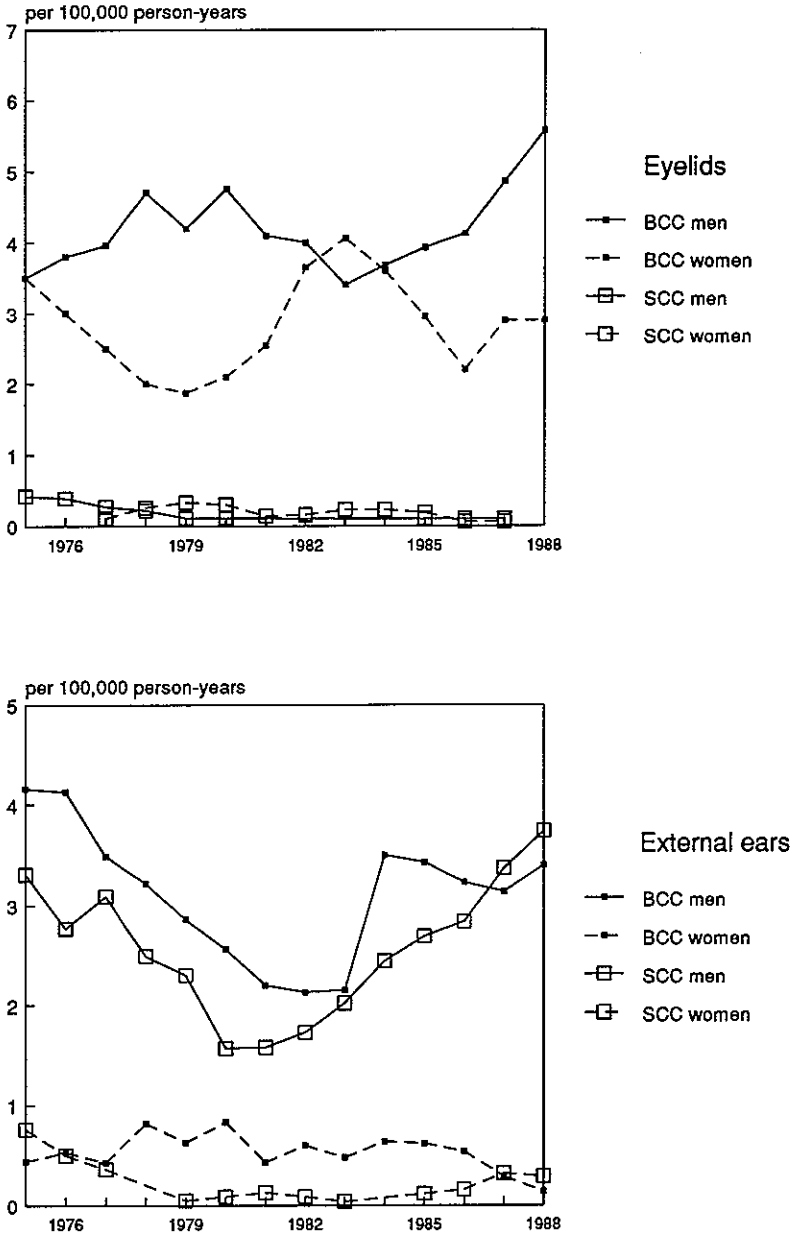 per 100,000 person-years
7
6
5
4
3
2
1
0
1976
1979
1982
1985
1988
Eyelids
BCC men
BCC women
SCC men
SCC women
per 100,000 person-years
5
4
3
2
1
0
1976
1979
1982
1985
1988
External ears
BCC men
BCC women
SCC men
SCC women